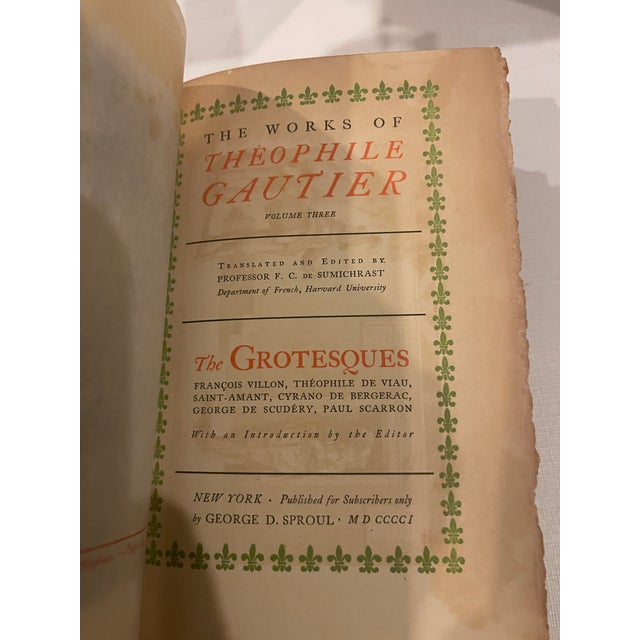 THE WORKS OF
THÉOPHILE
GAUTIER
VOLUME THREE
TRANSLATED AND EDITED BY
PROFESSOR F. C. DE SUMICHRAST
Department of French, Harvard University
The GROTESQUES
FRANÇOIS VILLON, THÉOPHILE DE VIAU,
SAINT-AMANT, CYRANO DE BERGERAC,
GEORGE DE SCUDÉRY, PAUL SCARRON
With an Introduction by the Editor
NEW YORK · Published for Subscribers only
by GEORGE D. SPROUL · MDCCCCI